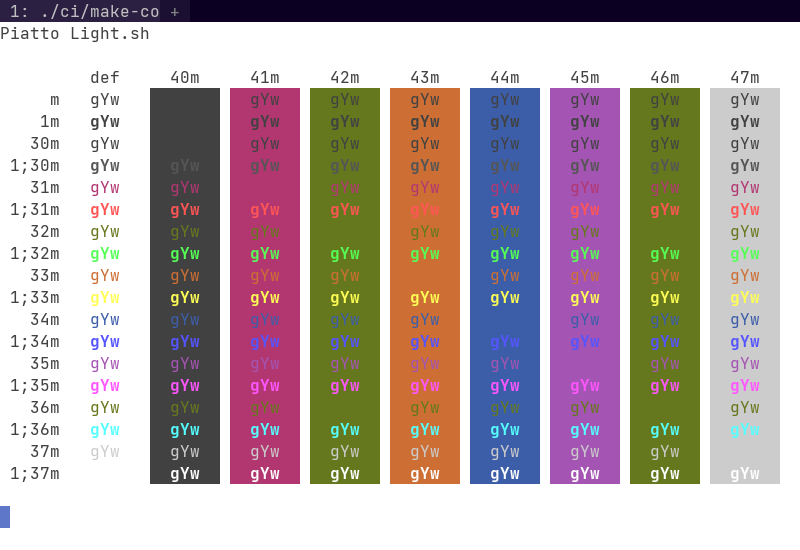 1: ./ci/make-co +
Piatto Light.sh
def 40m 41m 42m 43m 44m 45m 46m 47m
m gYw gYw gYw gYw gYw gYw gYw gYw
1m gYw gYw gYw gYw gYw gYw gYw gYw
30m gYw gYw gYw gYw gYw gYw gYw gYw
1;30m gYw gYw gYw gYw gYw gYw gYw gYw gYw
31m gYw gYw gYw gYw gYw gYw gYw gYw
1;31m gYw gYw gYw gYw gYw gYw gYw gYw gYw
32m gYw gYw gYw gYw gYw gYw gYw
1;32m gYw gYw gYw gYw gYw gYw gYw gYw gYw
33m gYw gYw gYw gYw gYw gYw gYw gYw
1;33m gYw gYw gYw gYw gYw gYw gYw gYw gYw
34m gYw gYw gYw gYw gYw gYw gYw gYw
1;34m gYw gYw gYw gYw gYw gYw gYw gYw gYw
35m gYw gYw gYw gYw gYw gYw gYw gYw
1;35m gYw gYw gYw gYw gYw gYw gYw gYw gYw
36m gYw gYw gYw gYw gYw gYw gYw
1;36m gYw gYw gYw gYw gYw gYw gYw gYw gYw
37m gYw gYw gYw gYw gYw gYw gYw gYw
1;37m gYw gYw gYw gYw gYw gYw gYw gYw